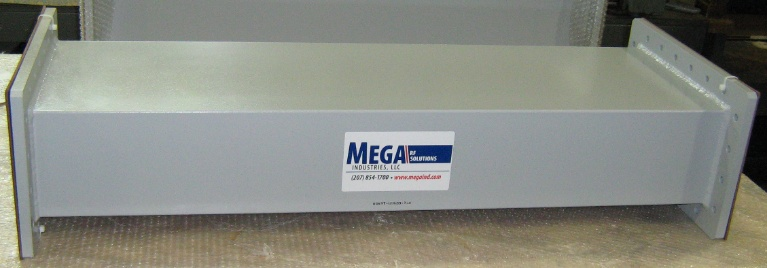 MEGA RF SOLUTIONS
INDUSTRIES, LLC
(207) 854-1700 • www.megaind.com